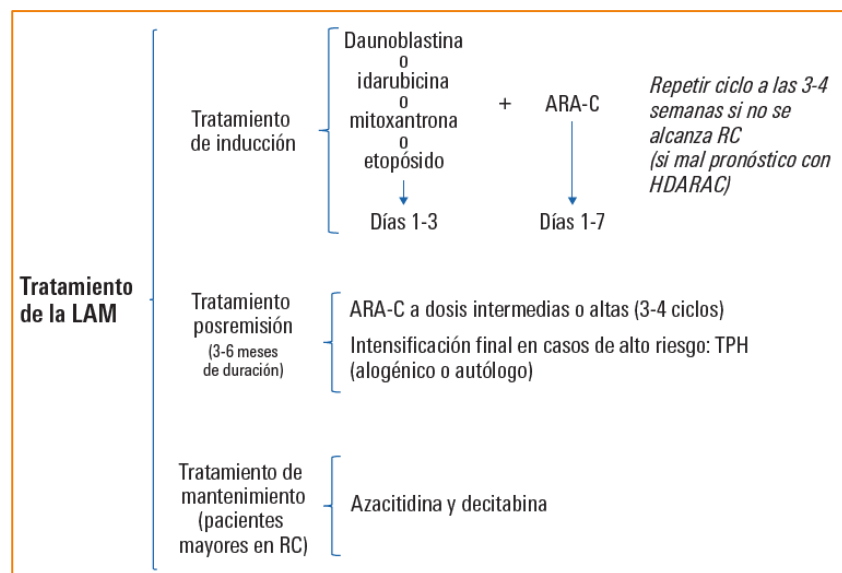 Tratamiento
de la LAM
Tratamiento
de inducción
Daunoblastina
o
idarubicina
o
mitoxantrona
o
etopósido
Días 1-3
+
ARA-C
Días 1-7
Repetir ciclo a las 3-4
semanas si no se
alcanza RC
(si mal pronóstico con
HDARAC)
Tratamiento
posremisión
(3-6 meses
de duración)
ARA-C a dosis intermedias o altas (3-4 ciclos)
Intensificación final en casos de alto riesgo: TPH
(alogénico o autólogo)
Tratamiento de
mantenimiento
(pacientes
mayores en RC)
Azacitidina y decitabina